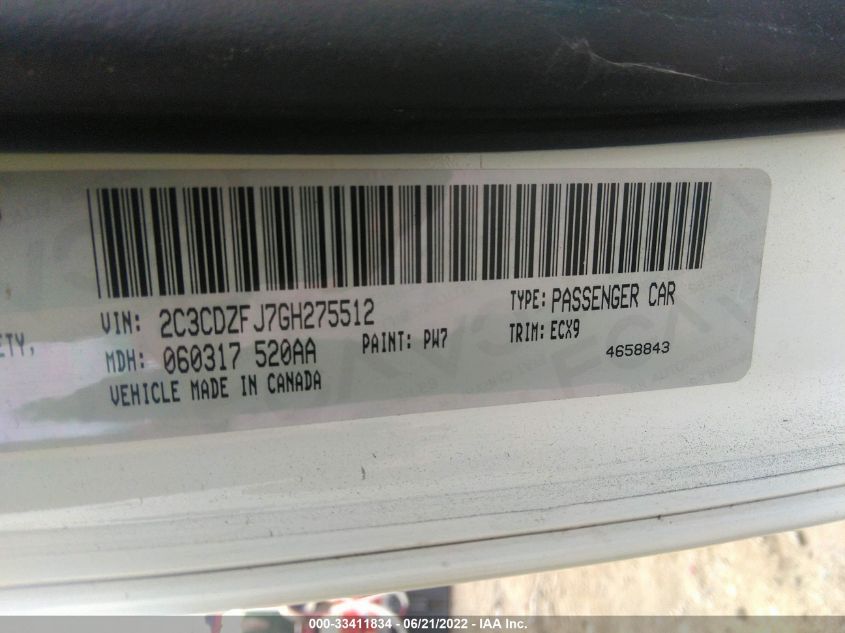 VIN: 2C3CDZFJ7GH275512 TYPE: PASSENGER CAR
ETY, MDH: 060317 520AA PAINT: PW7 TRIM: ECX9
VEHICLE MADE IN CANADA 4658843
000-33411834 - 06/21/2022 - IAA Inc.